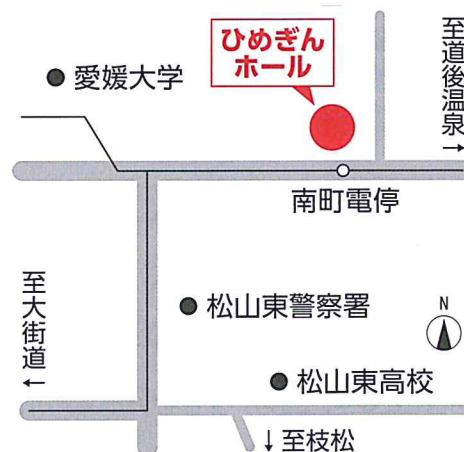 ひめぎん
ホール
至道後温泉→
愛媛大学
南町電停
至大街道←
松山東警察署
N
松山東高校
↓至枝松